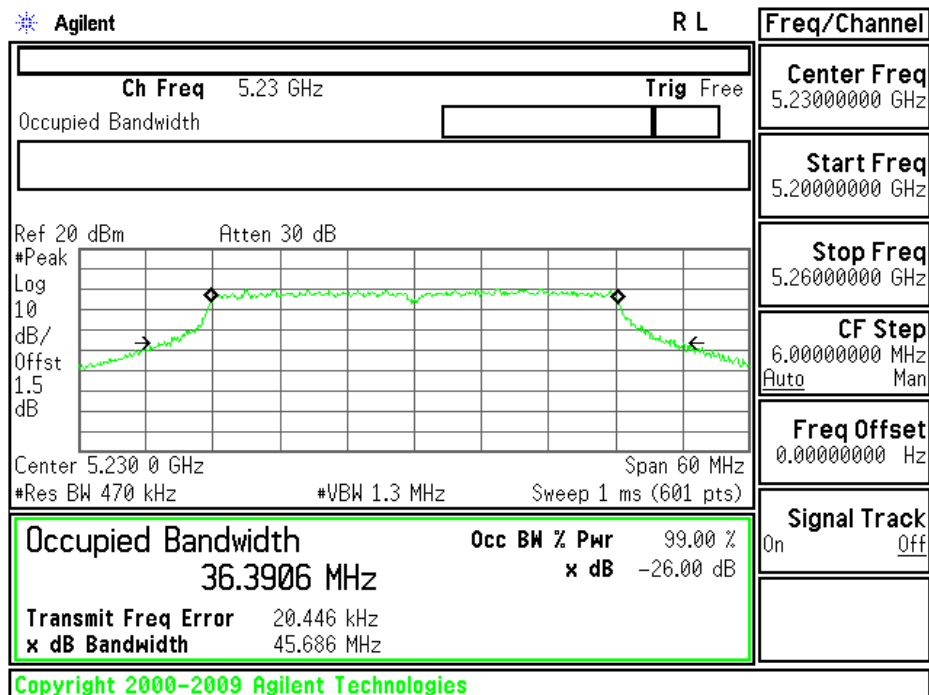 Agilent
R L
Freq/Channel
Ch Freq 5.23 GHz
Trig Free
Occupied Bandwidth
Center Freq
5.23000000 GHz
Start Freq
5.20000000 GHz
Stop Freq
5.26000000 GHz
CF Step
6.00000000 MHz
Auto Man
Freq Offset
0.00000000 Hz
Signal Track
On Off
Ref 20 dBm
Atten 30 dB
#Peak
Log
10
dB/
Offst
1.5
dB
Center 5.230 0 GHz
Span 60 MHz
#Res BW 470 kHz
#VBW 1.3 MHz
Sweep 1 ms (601 pts)
Occupied Bandwidth
36.3906 MHz
Occ BW % Pwr 99.00 %
x dB -26.00 dB
Transmit Freq Error 20.446 kHz
x dB Bandwidth 45.686 MHz
Copyright 2000-2009 Agilent Technologies